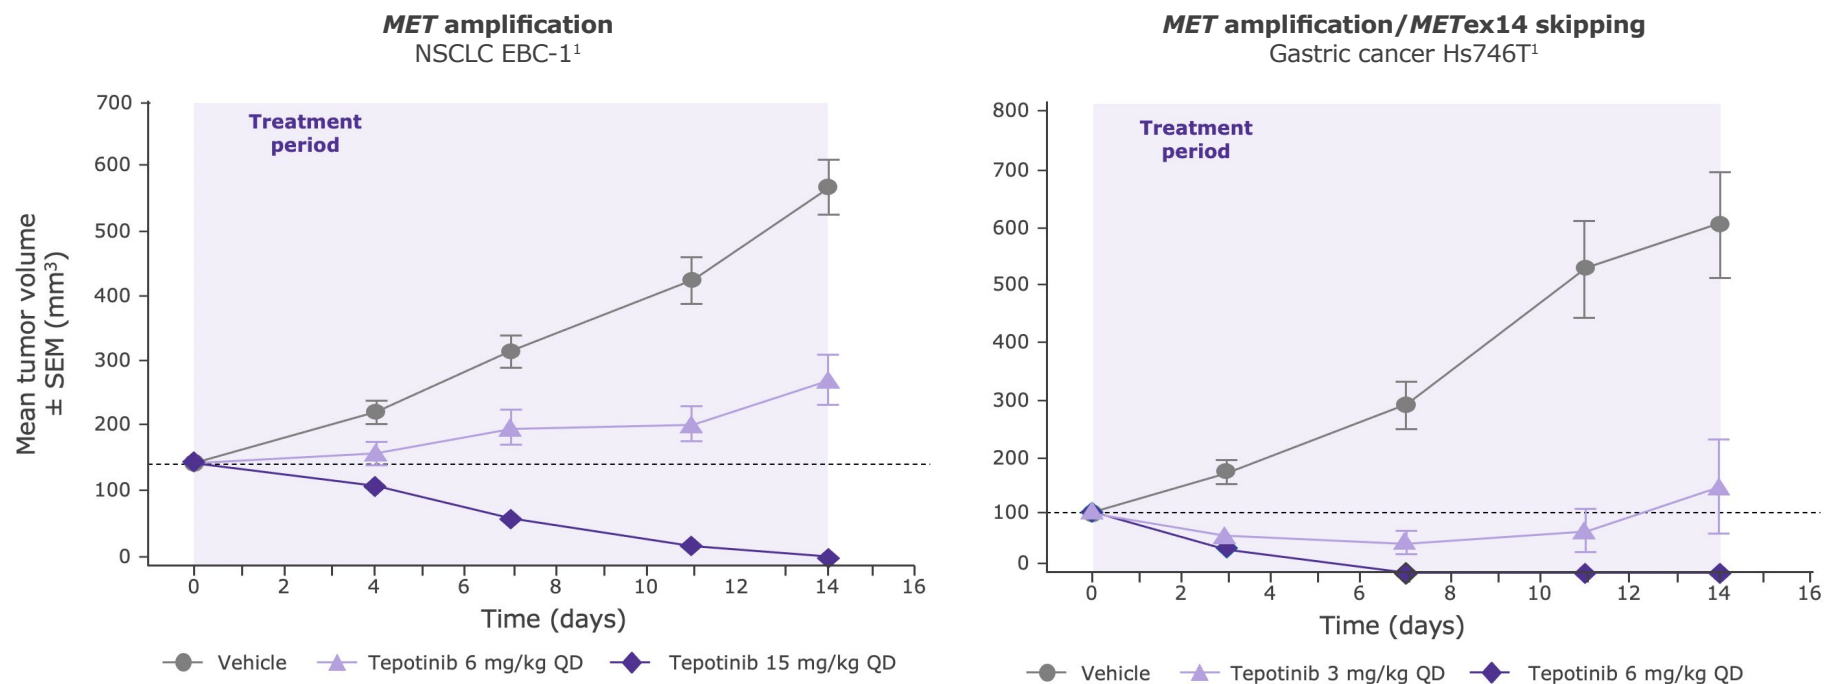 MET amplification
NSCLC EBC-1¹
700
600
500
400
300
200
100
0
Mean tumor volume
± SEM (mm³)
Treatment
period
0 2 4 6 8 10 12 14 16
Time (days)
Vehicle Tepotinib 6 mg/kg QD Tepotinib 15 mg/kg QD
MET amplification/METex14 skipping
Gastric cancer Hs746T¹
800
700
600
500
400
300
200
100
0
Treatment
period
0 2 4 6 8 10 12 14 16
Time (days)
Vehicle Tepotinib 3 mg/kg QD Tepotinib 6 mg/kg QD